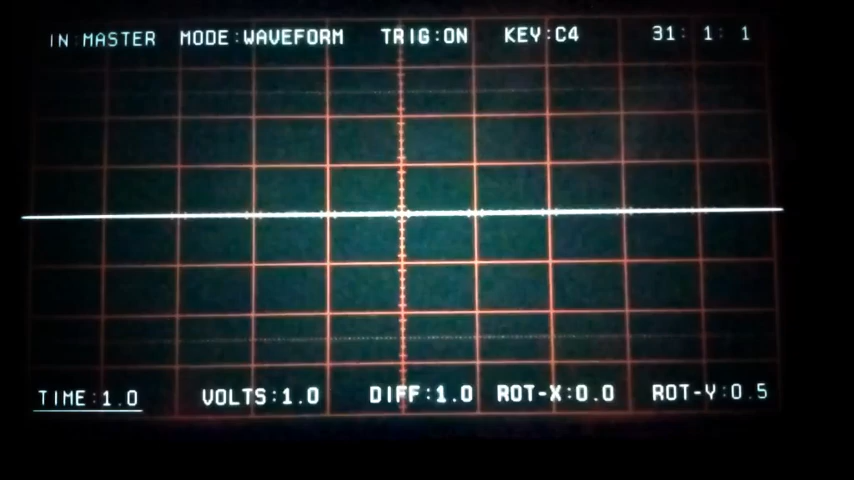 IN:MASTER MODE:WAVEFORM TRIG:ON KEY:C4 31: 1: 1
TIME:1.0 VOLTS:1.0 DIFF:1.0 ROT-X:0.0 ROT-Y:0.5